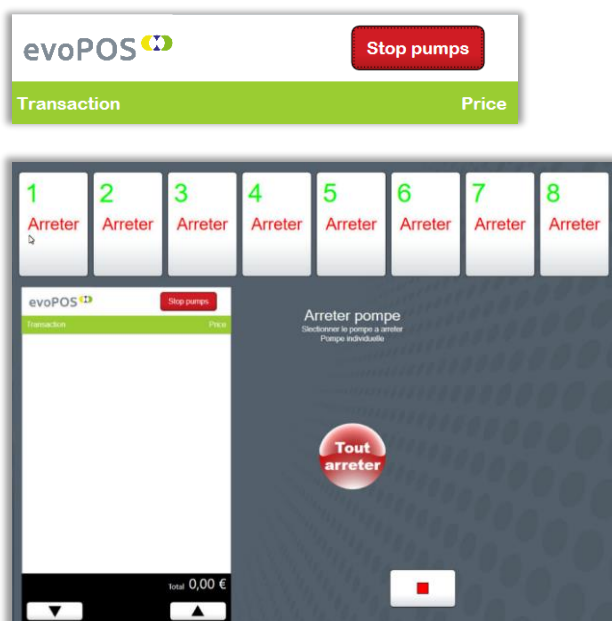 evoPOS
Stop pumps
Transaction Price
1 2 3 4 5 6 7 8
Arreter Arreter Arreter Arreter Arreter Arreter Arreter Arreter
evoPOS
Stop pumps
Transaction Price
Arreter pompe
Slectionner le pompe a arreter
Pompe individuelle
Tout
arreter
Total 0,00 €